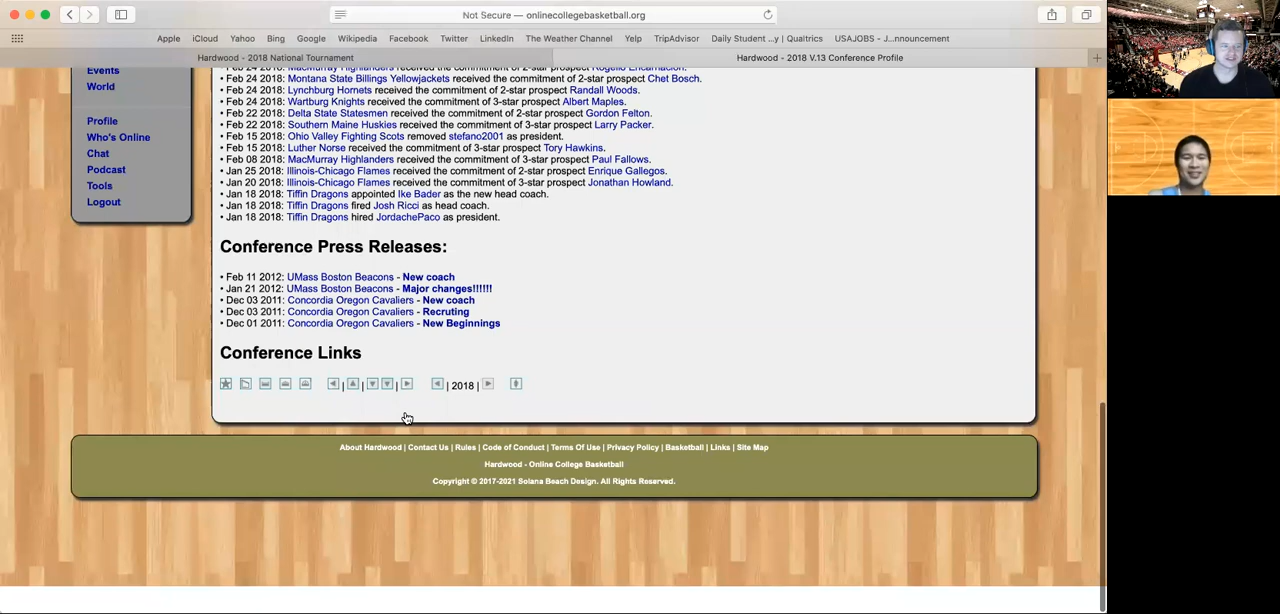 Not Secure — onlinecollegebasketball.org
Apple iCloud Yahoo Bing Google Wikipedia Facebook Twitter LinkedIn The Weather Channel Yelp TripAdvisor Daily Student ...y | Qualtrics USAJOBS - J...nnouncement
Hardwood - 2018 National Tournament Hardwood - 2018 V.13 Conference Profile
Events
World
Profile
Who's Online
Chat
Podcast
Tools
Logout
• Feb 24 2018: MacMurray Highlanders received the commitment of 2-star prospect Rogelio Encarnacion.
• Feb 24 2018: Montana State Billings Yellowjackets received the commitment of 2-star prospect Chet Bosch.
• Feb 24 2018: Lynchburg Hornets received the commitment of 2-star prospect Randall Woods.
• Feb 24 2018: Wartburg Knights received the commitment of 3-star prospect Albert Maples.
• Feb 22 2018: Delta State Statesmen received the commitment of 2-star prospect Gordon Felton.
• Feb 22 2018: Southern Maine Huskies received the commitment of 3-star prospect Larry Packer.
• Feb 15 2018: Ohio Valley Fighting Scots removed stefano2001 as president.
• Feb 15 2018: Luther Norse received the commitment of 3-star prospect Tory Hawkins.
• Feb 08 2018: MacMurray Highlanders received the commitment of 3-star prospect Paul Fallows.
• Jan 25 2018: Illinois-Chicago Flames received the commitment of 2-star prospect Enrique Gallegos.
• Jan 20 2018: Illinois-Chicago Flames received the commitment of 3-star prospect Jonathan Howland.
• Jan 18 2018: Tiffin Dragons appointed Ike Bader as the new head coach.
• Jan 18 2018: Tiffin Dragons fired Josh Ricci as head coach.
• Jan 18 2018: Tiffin Dragons hired JordachePaco as president.
Conference Press Releases:
• Feb 11 2012: UMass Boston Beacons - New coach
• Jan 21 2012: UMass Boston Beacons - Major changes!!!!!!
• Dec 03 2011: Concordia Oregon Cavaliers - New coach
• Dec 03 2011: Concordia Oregon Cavaliers - Recruting
• Dec 01 2011: Concordia Oregon Cavaliers - New Beginnings
Conference Links
| | | | 2018 |
About Hardwood | Contact Us | Rules | Code of Conduct | Terms Of Use | Privacy Policy | Basketball | Links | Site Map
Hardwood - Online College Basketball
Copyright © 2017-2021 Solana Beach Design. All Rights Reserved.